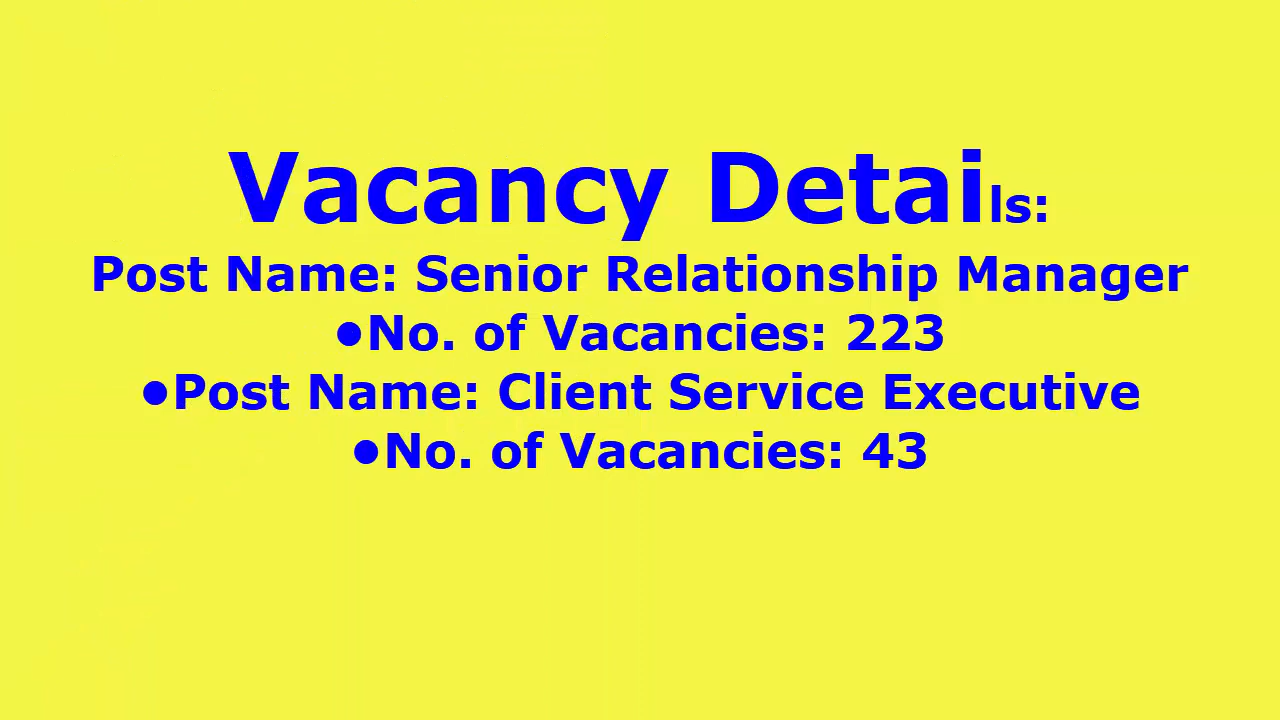 Vacancy Details:
Post Name: Senior Relationship Manager
●No. of Vacancies: 223
●Post Name: Client Service Executive
●No. of Vacancies: 43